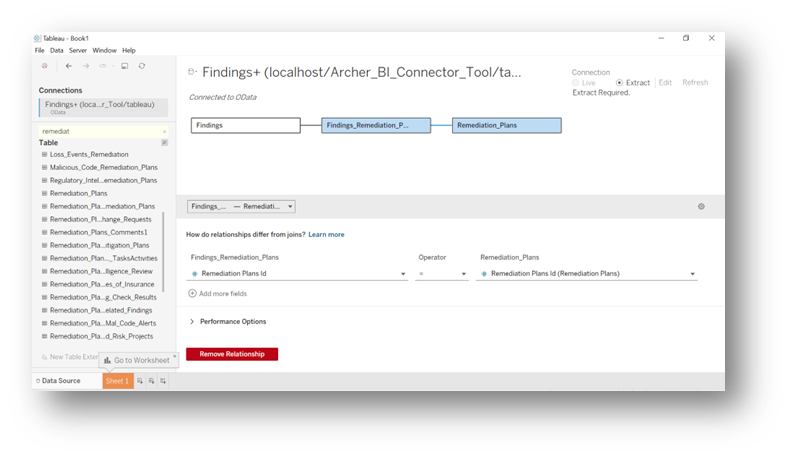 Tableau - Book1
File Data Server Window Help
Connections
Findings+ (loca...r_Tool/tableau)
OData
remediat
Table
Loss_Events_Remediation
Malicious_Code_Remediation_Plans
Regulatory_Intel...emediation_Plans
Remediation_Plans
Remediation_Pla...mediation_Plans
Remediation_Pl...hange_Requests
Remediation_Plans_Comments1
Remediation_Pla...itigation_Plans
Remediation_Plan..._TasksActivities
Remediation_Pla...lligence_Review
Remediation_Pla...es_of_Insurance
Remediation_Pla...g_Check_Results
Remediation_Pla...elated_Findings
Remediation_Pla...Mal_Code_Alerts
Remediation_Pla...d_Risk_Projects
New Table Exten
Go to Worksheet
Data Source
Sheet 1
Findings+ (localhost/Archer_BI_Connector_Tool/ta...
Connected to OData
Connection
Live Extract Edit Refresh
Extract Required.
Findings
Findings_Remediation_P...
Remediation_Plans
Findings_... — Remediati...
How do relationships differ from joins? Learn more
Findings_Remediation_Plans Operator Remediation_Plans
Remediation Plans Id = Remediation Plans Id (Remediation Plans)
Add more fields
Performance Options
Remove Relationship